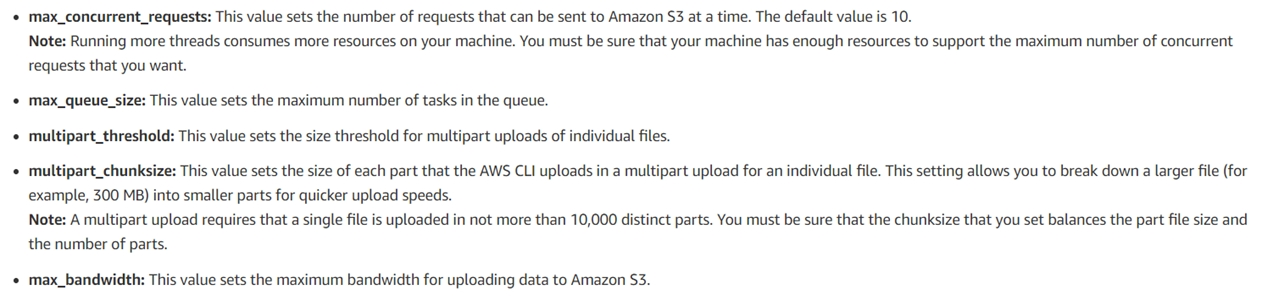 • max_concurrent_requests: This value sets the number of requests that can be sent to Amazon S3 at a time. The default value is 10.
Note: Running more threads consumes more resources on your machine. You must be sure that your machine has enough resources to support the maximum number of concurrent
requests that you want.
• max_queue_size: This value sets the maximum number of tasks in the queue.
• multipart_threshold: This value sets the size threshold for multipart uploads of individual files.
• multipart_chunksize: This value sets the size of each part that the AWS CLI uploads in a multipart upload for an individual file. This setting allows you to break down a larger file (for
example, 300 MB) into smaller parts for quicker upload speeds.
Note: A multipart upload requires that a single file is uploaded in not more than 10,000 distinct parts. You must be sure that the chunksize that you set balances the part file size and
the number of parts.
• max_bandwidth: This value sets the maximum bandwidth for uploading data to Amazon S3.